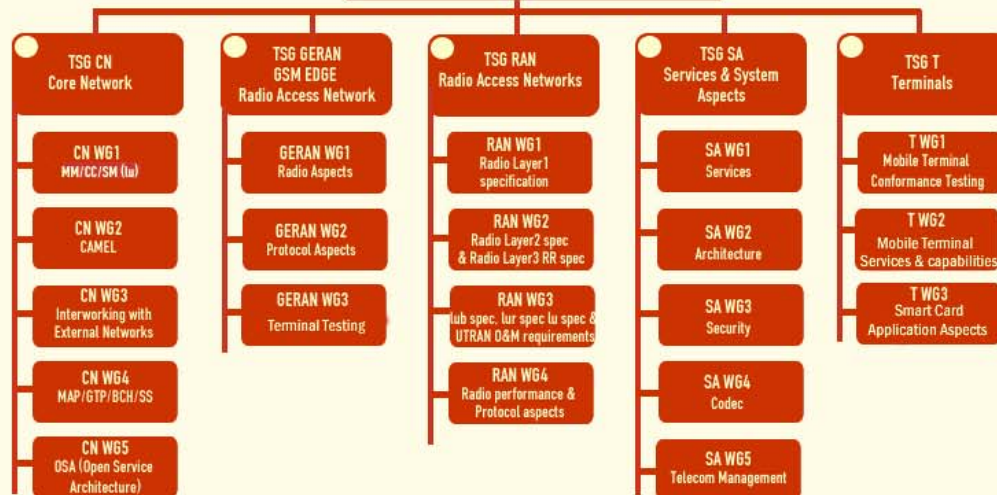 TSG CN
Core Network
CN WG1
MM/CC/SM (lu)
CN WG2
CAMEL
CN WG3
Interworking with
External Networks
CN WG4
MAP/GTP/BCH/SS
CN WG5
OSA (Open Service
Architecture)
TSG GERAN
GSM EDGE
Radio Access Network
GERAN WG1
Radio Aspects
GERAN WG2
Protocol Aspects
GERAN WG3
Terminal Testing
TSG RAN
Radio Access Networks
RAN WG1
Radio Layer1
specification
RAN WG2
Radio Layer2 spec
& Radio Layer3 RR spec
RAN WG3
lub spec, lur spec lu spec &
UTRAN O&M requirements
RAN WG4
Radio performance &
Protocol aspects
TSG SA
Services & System
Aspects
SA WG1
Services
SA WG2
Architecture
SA WG3
Security
SA WG4
Codec
SA WG5
Telecom Management
TSG T
Terminals
T WG1
Mobile Terminal
Conformance Testing
T WG2
Mobile Terminal
Services & capabilities
T WG3
Smart Card
Application Aspects